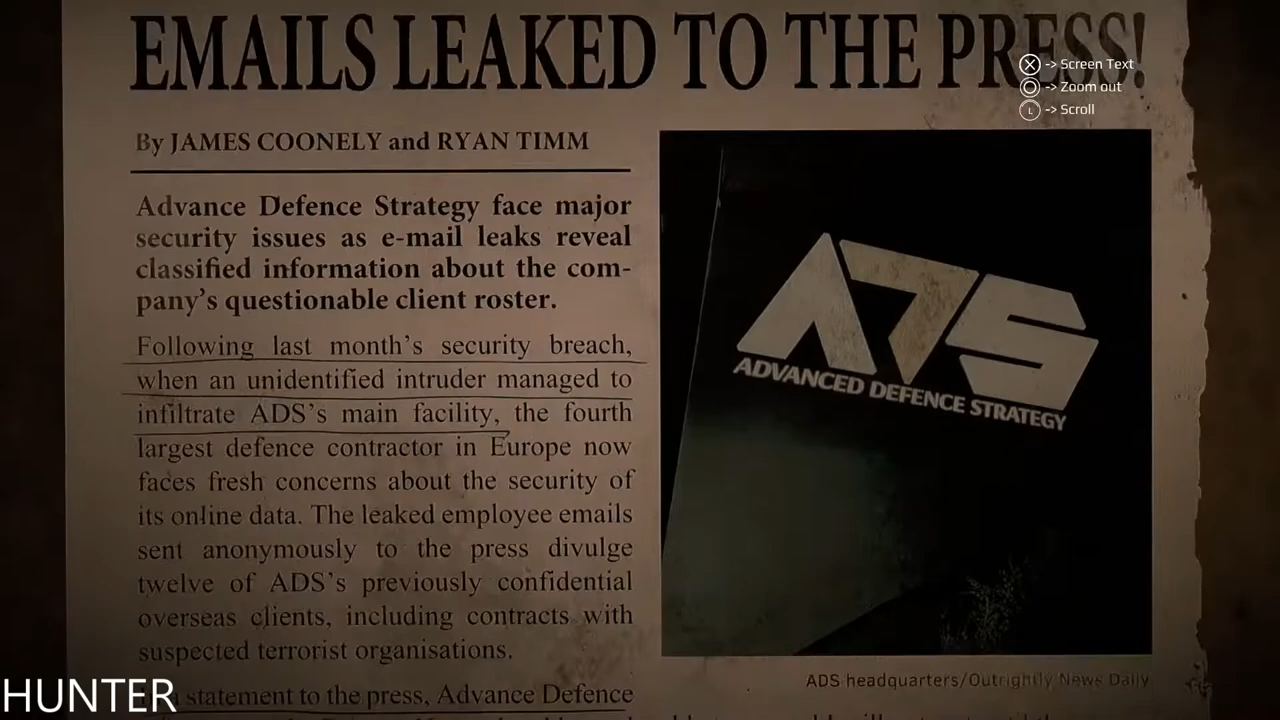 EMAILS LEAKED TO THE PRESS!
-> Screen Text
-> Zoom out
L -> Scroll
By JAMES COONELY and RYAN TIMM
Advance Defence Strategy face major
security issues as e-mail leaks reveal
classified information about the com-
pany's questionable client roster.
Following last month's security breach,
when an unidentified intruder managed to
infiltrate ADS's main facility, the fourth
largest defence contractor in Europe now
faces fresh concerns about the security of
its online data. The leaked employee emails
sent anonymously to the press divulge
twelve of ADS's previously confidential
overseas clients, including contracts with
suspected terrorist organisations.
statement to the press, Advance Defence
ADS
ADVANCED DEFENCE STRATEGY
ADS headquarters/Outrightly News Daily
HUNTER